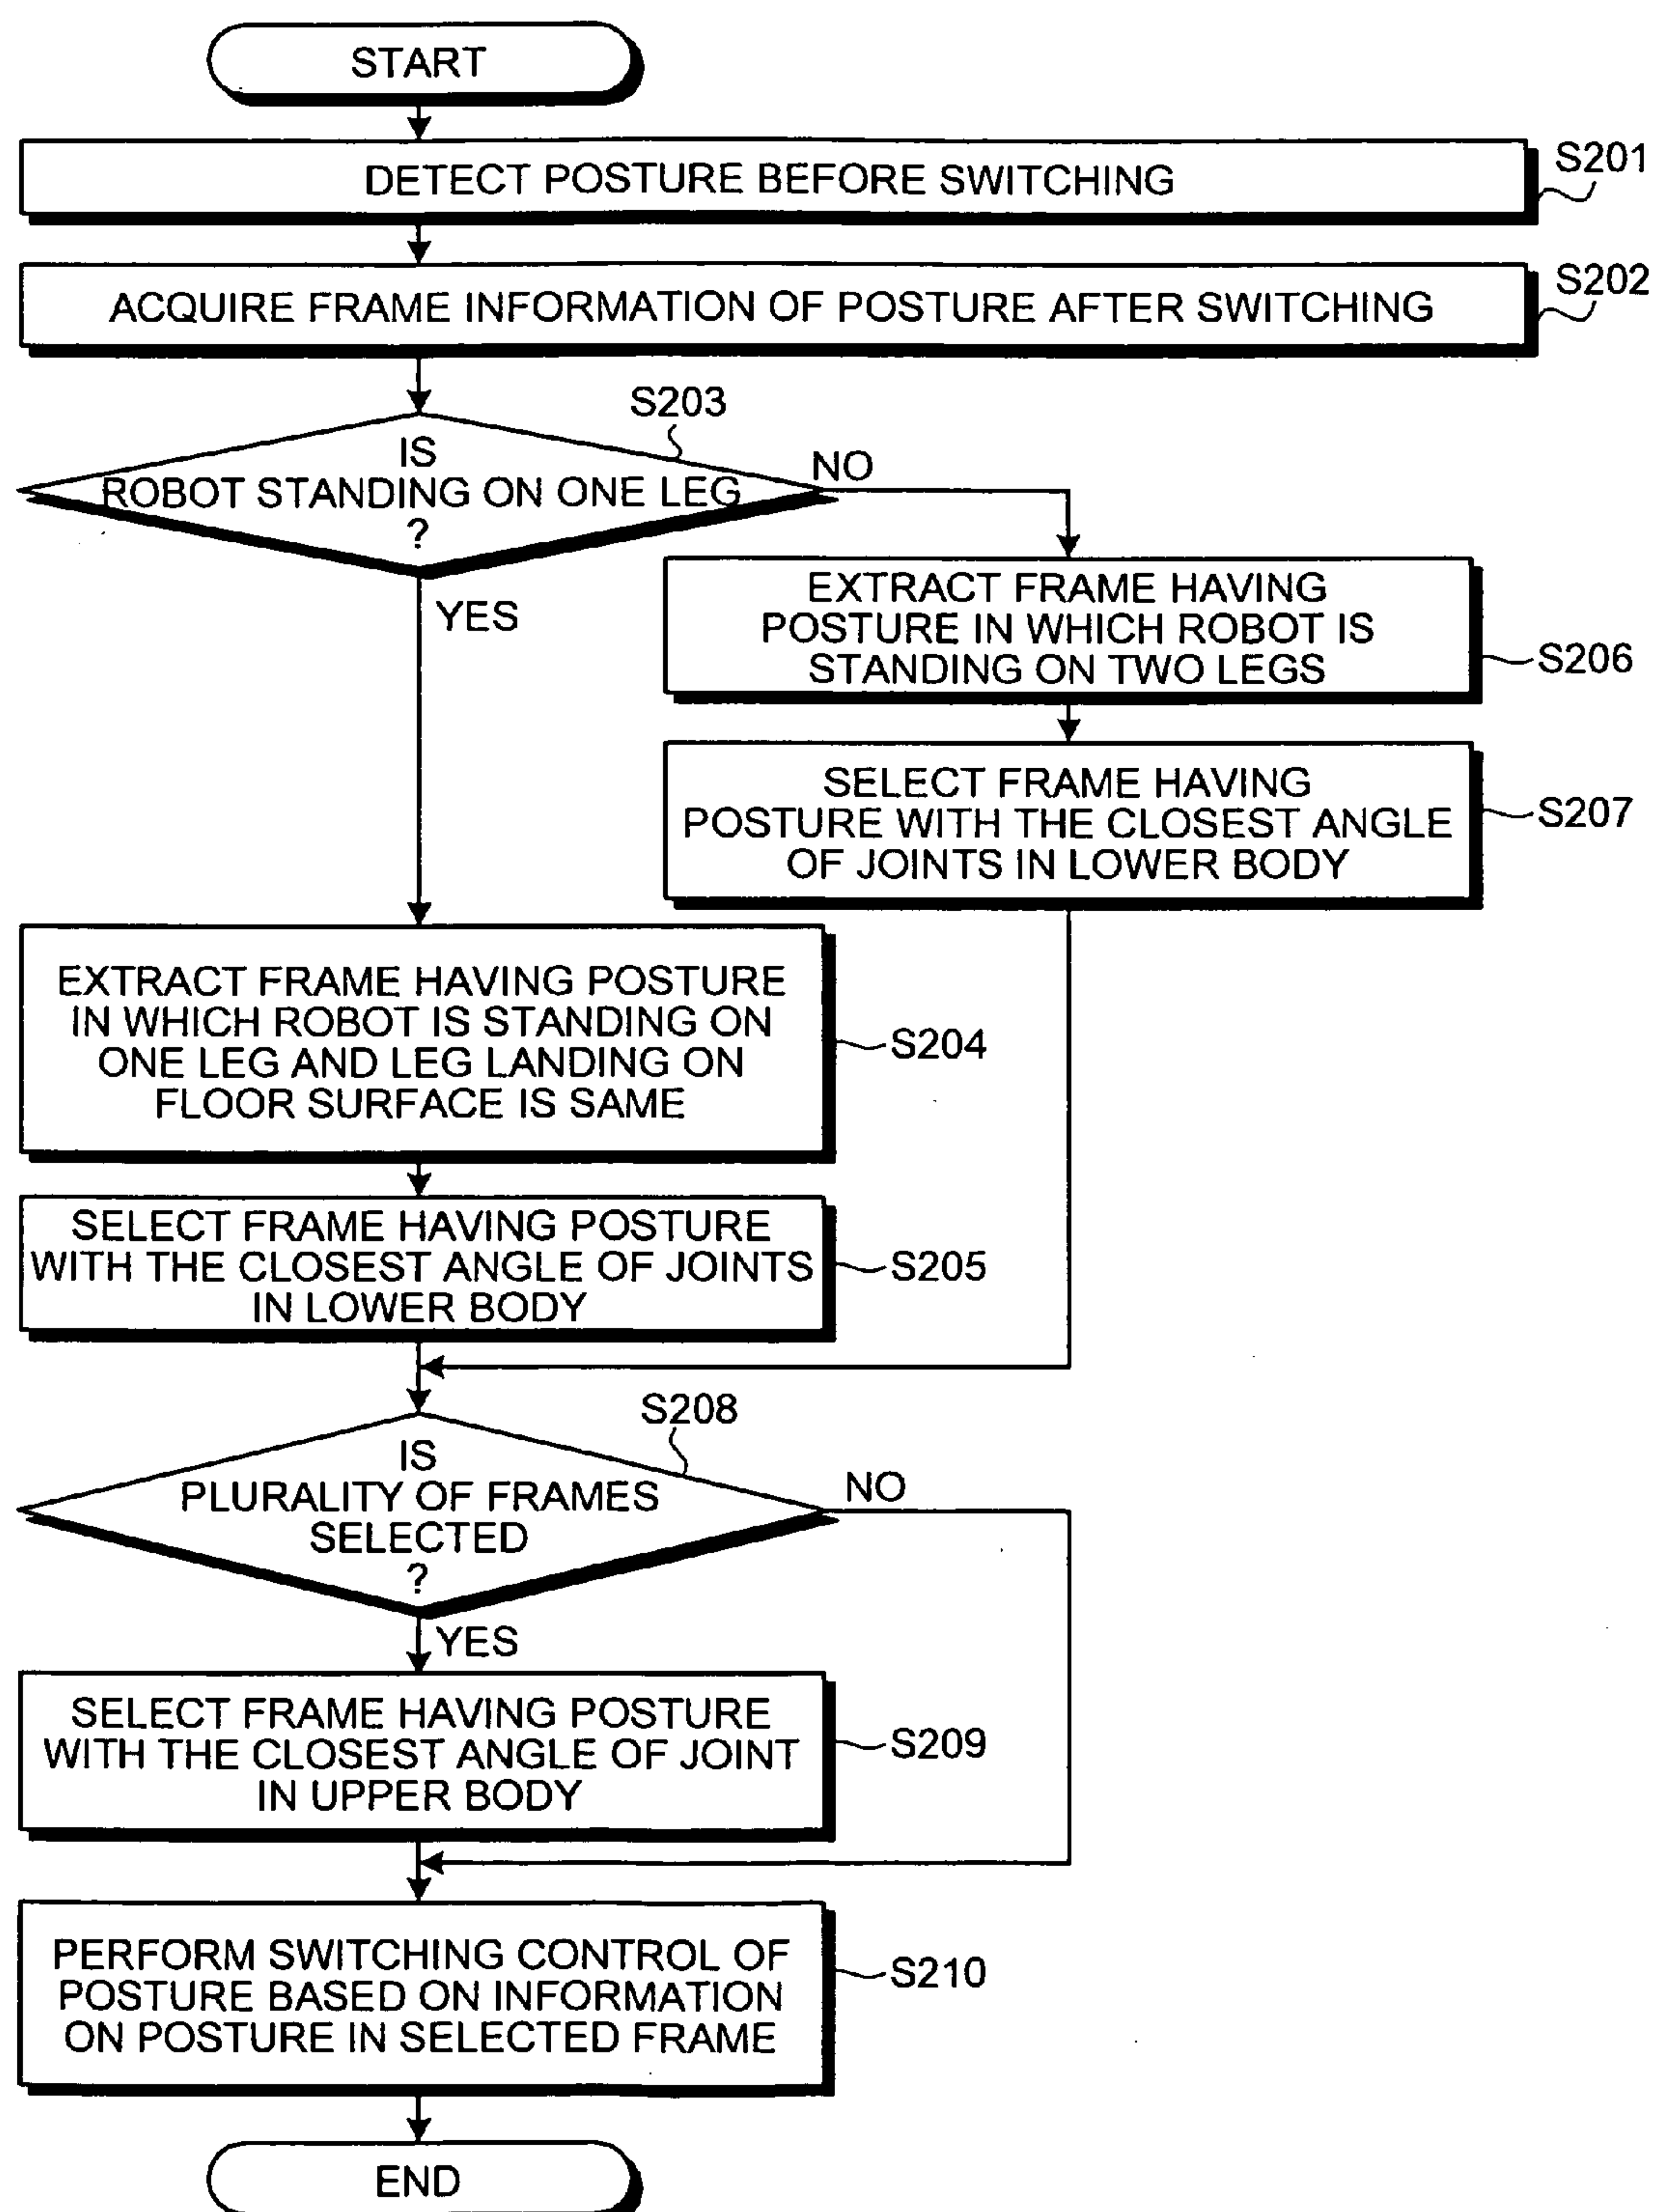 START
DETECT POSTURE BEFORE SWITCHING
S201
ACQUIRE FRAME INFORMATION OF POSTURE AFTER SWITCHING
S202
S203
IS
ROBOT STANDING ON ONE LEG
?
NO
YES
EXTRACT FRAME HAVING
POSTURE IN WHICH ROBOT IS
STANDING ON TWO LEGS
S206
SELECT FRAME HAVING
POSTURE WITH THE CLOSEST ANGLE
OF JOINTS IN LOWER BODY
S207
EXTRACT FRAME HAVING POSTURE
IN WHICH ROBOT IS STANDING ON
ONE LEG AND LEG LANDING ON
FLOOR SURFACE IS SAME
S204
SELECT FRAME HAVING POSTURE
WITH THE CLOSEST ANGLE OF JOINTS
IN LOWER BODY
S205
S208
IS
PLURALITY OF FRAMES
SELECTED
?
NO
YES
SELECT FRAME HAVING POSTURE
WITH THE CLOSEST ANGLE OF JOINT
IN UPPER BODY
S209
PERFORM SWITCHING CONTROL OF
POSTURE BASED ON INFORMATION
ON POSTURE IN SELECTED FRAME
S210
END